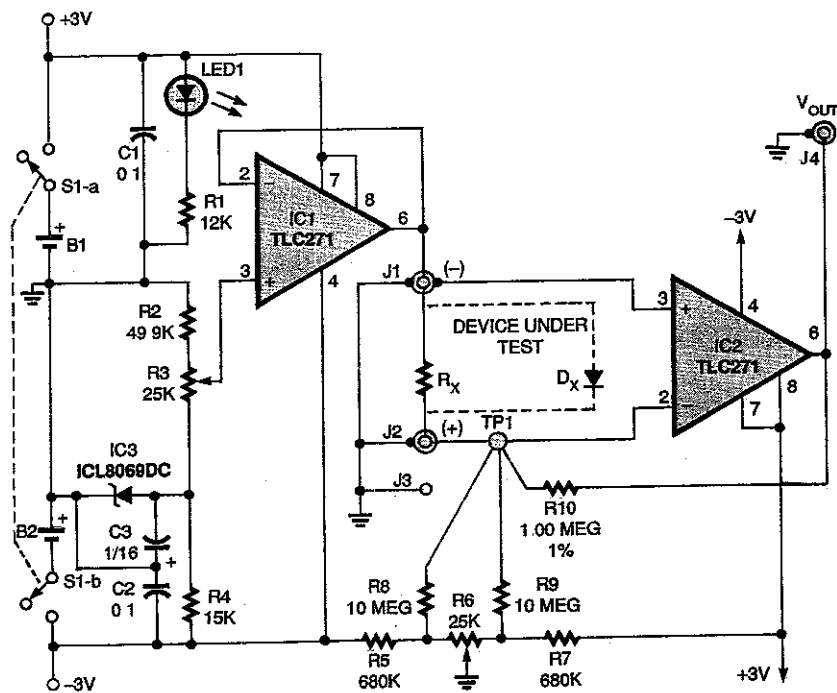 +3V
LED1
C1
0 1
R1
12K
S1-a
B1
+
2
−
3
+
IC1
TLC271
7
8
6
4
V OUT
J4
−3V
R2
49 9K
R3
25K
J1
(−)
DEVICE UNDER
TEST
RX
DX
3
+
2
−
IC2
TLC271
4
6
8
7
IC3
ICL8069DC
J2
(+)
TP1
J3
B2
+
C3
1/16
+
S1-b
C2
0 1
R4
15K
R10
1.00 MEG
1%
R8
10 MEG
R6
25K
R9
10 MEG
R5
680K
R7
680K
−3V
+3V